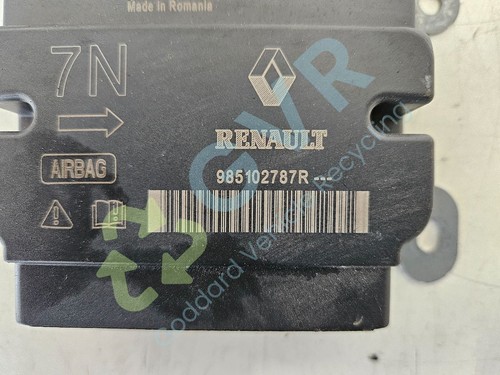 Made in Romania
7N
RENAULT
AIRBAG
985102787R ---
GVR
Goddard Vehicle Recycling